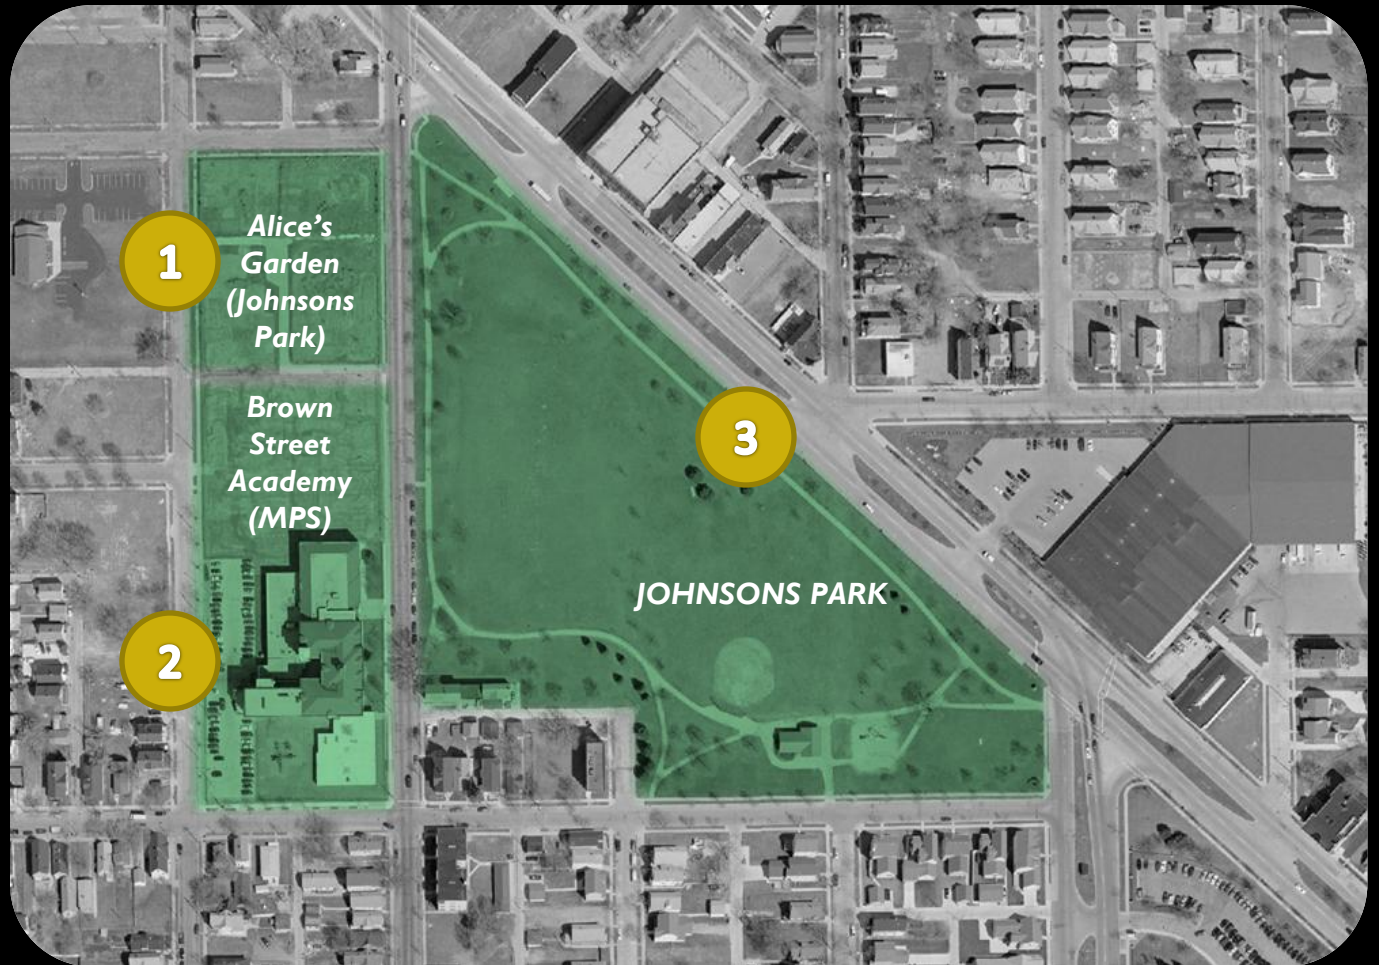 1
Alice's
Garden
(Johnsons
Park)
Brown
Street
Academy
(MPS)
2
3
JOHNSONS PARK